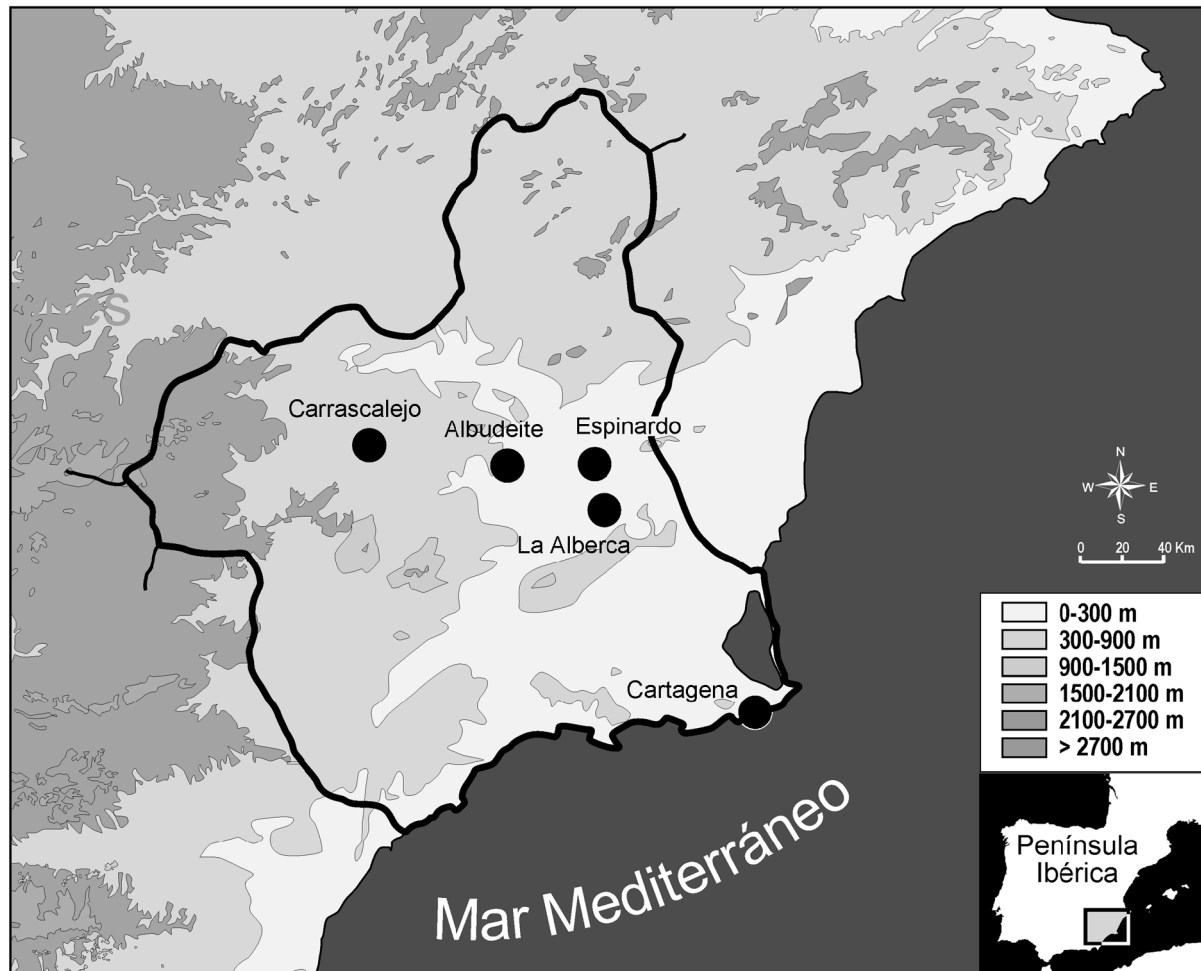 Carrascalejo
Albudeite
Espinardo
La Alberca
Cartagena
Mar Mediterráneo
N
W
E
S
0 20 40 Km
0-300 m
300-900 m
900-1500 m
1500-2100 m
2100-2700 m
> 2700 m
Península
Ibérica